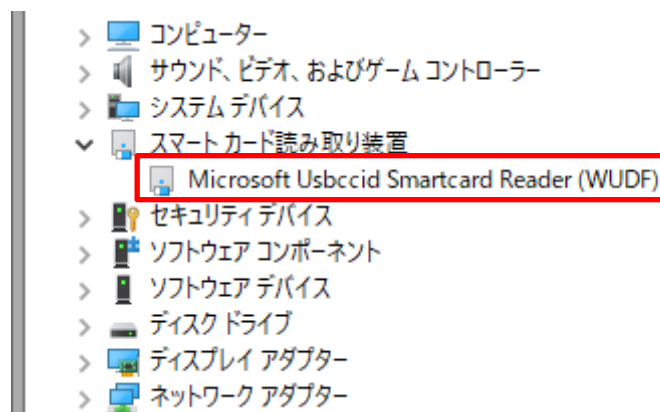 コンピューター
サウンド、ビデオ、およびゲーム コントローラー
システム デバイス
スマート カード読み取り装置
Microsoft Usbccid Smartcard Reader (WUDF)
セキュリティ デバイス
ソフトウェア コンポーネント
ソフトウェア デバイス
ディスク ドライブ
ディスプレイ アダプター
ネットワーク アダプター